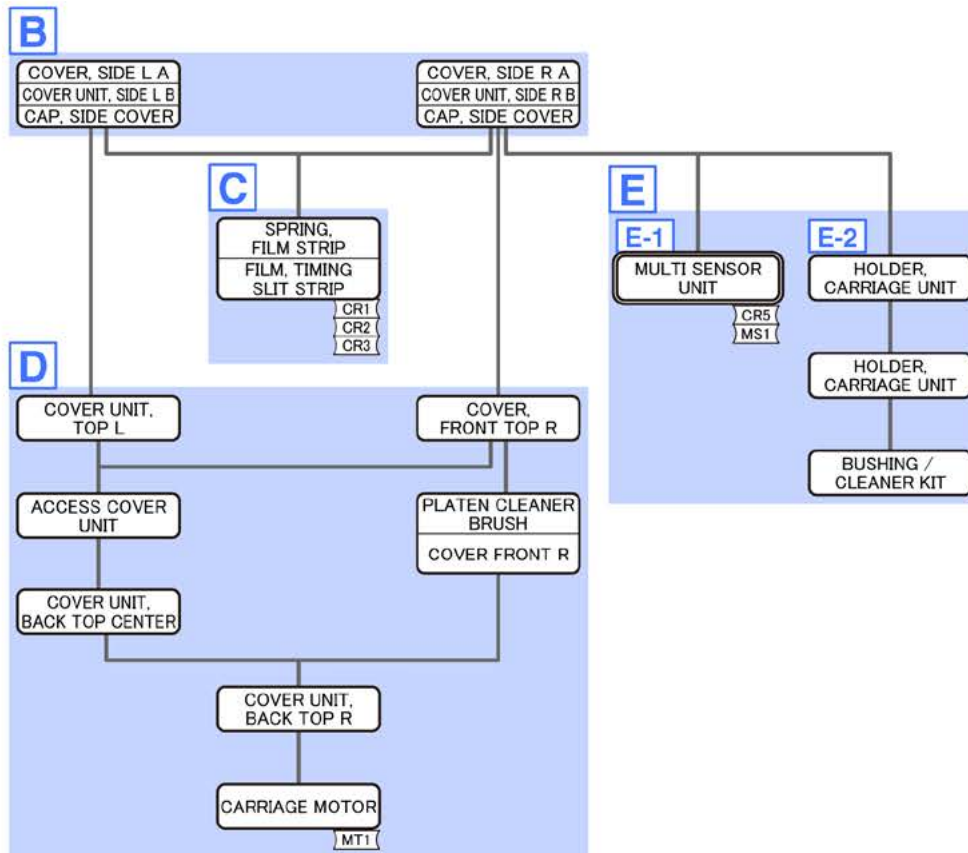 B
COVER, SIDE L A
COVER UNIT, SIDE L B
CAP, SIDE COVER
COVER, SIDE R A
COVER UNIT, SIDE R B
CAP, SIDE COVER
C
SPRING,
FILM STRIP
FILM, TIMING
SLIT STRIP
CR1
CR2
CR3
E
E-1
MULTI SENSOR
UNIT
CR5
MS1
E-2
HOLDER,
CARRIAGE UNIT
HOLDER,
CARRIAGE UNIT
BUSHING /
CLEANER KIT
D
COVER UNIT,
TOP L
COVER,
FRONT TOP R
ACCESS COVER
UNIT
PLATEN CLEANER
BRUSH
COVER FRONT R
COVER UNIT,
BACK TOP CENTER
COVER UNIT,
BACK TOP R
CARRIAGE MOTOR
MT1